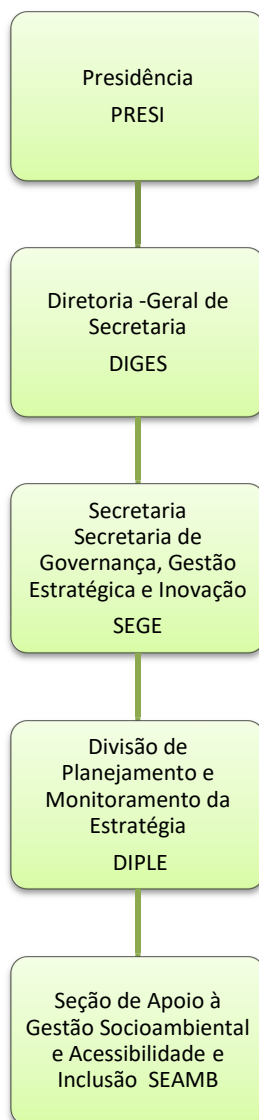 Presidência
PRESI
Diretoria -Geral de
Secretaria
DIGES
Secretaria
Secretaria de
Governança, Gestão
Estratégica e Inovação
SEGE
Divisão de
Planejamento e
Monitoramento da
Estratégia
DIPLE
Seção de Apoio à
Gestão Socioambiental
e Acessibilidade e
Inclusão SEAMB